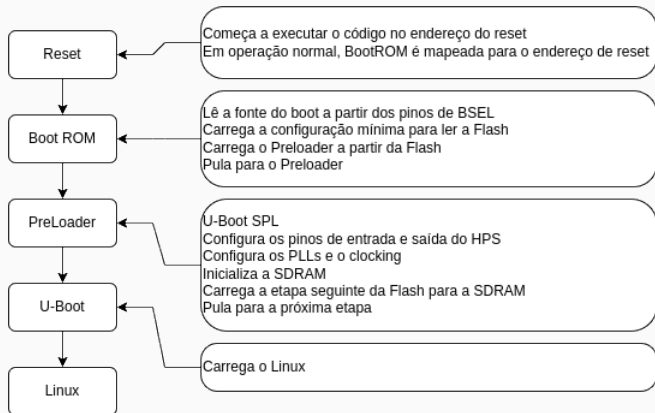 Reset
Começa a executar o código no endereço do reset
Em operação normal, BootROM é mapeada para o endereço de reset
Boot ROM
Lê a fonte do boot a partir dos pinos de BSEL
Carrega a configuração mínima para ler a Flash
Carrega o Preloader a partir da Flash
Pula para o Preloader
PreLoader
U-Boot SPL
Configura os pinos de entrada e saída do HPS
Configura os PLLs e o clocking
Inicializa a SDRAM
Carrega a etapa seguinte da Flash para a SDRAM
Pula para a próxima etapa
U-Boot
Carrega o Linux
Linux